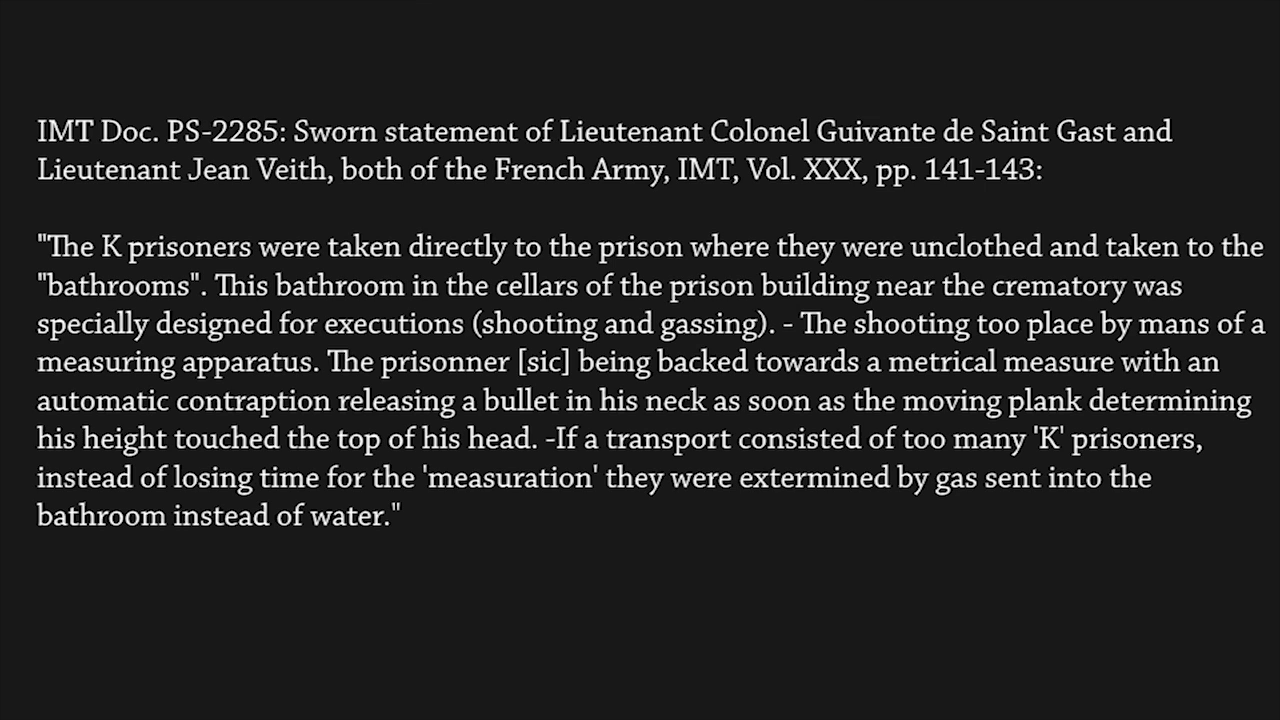 IMT Doc. PS-2285: Sworn statement of Lieutenant Colonel Guivante de Saint Gast and
Lieutenant Jean Veith, both of the French Army, IMT, Vol. XXX, pp. 141-143:
"The K prisoners were taken directly to the prison where they were unclothed and taken to the
"bathrooms". This bathroom in the cellars of the prison building near the crematory was
specially designed for executions (shooting and gassing). - The shooting too place by mans of a
measuring apparatus. The prisonner [sic] being backed towards a metrical measure with an
automatic contraption releasing a bullet in his neck as soon as the moving plank determining
his height touched the top of his head. -If a transport consisted of too many 'K' prisoners,
instead of losing time for the 'measuration' they were extermined by gas sent into the
bathroom instead of water."